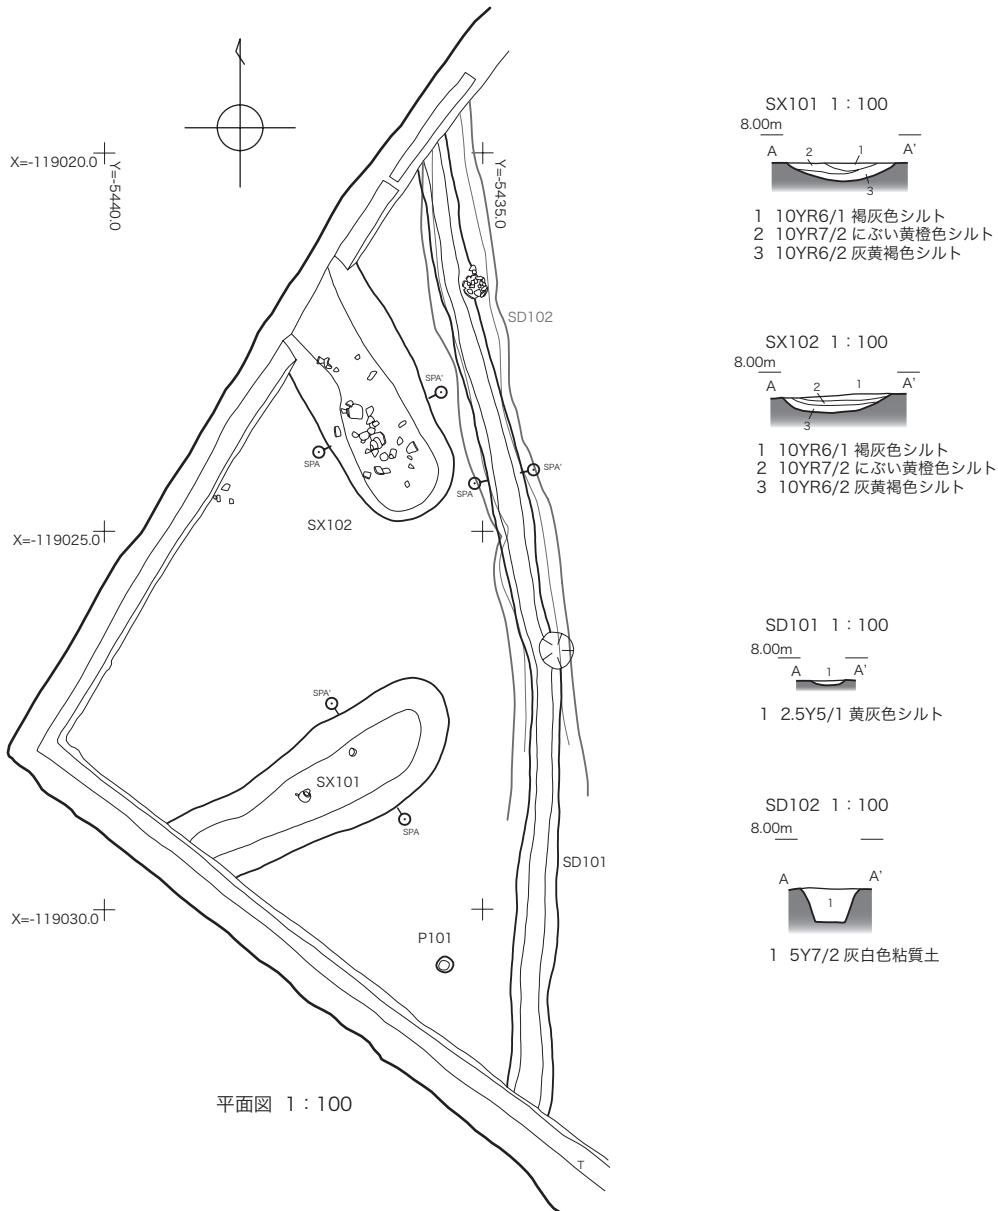 X=-119020.0
Y=-5440.0
Y=-5435.0
SD102
SPA'
SPA
SPA'
SPA
SX102
X=-119025.0
SPA'
SX101
SPA
SD101
X=-119030.0
P101
平面図 1：100
T
SX101 1：100
8.00m
A 2 1 A'
3
1 10YR6/1 褐灰色シルト
2 10YR7/2 にぶい黄橙色シルト
3 10YR6/2 灰黄褐色シルト
SX102 1：100
8.00m
A 2 1 A'
3
1 10YR6/1 褐灰色シルト
2 10YR7/2 にぶい黄橙色シルト
3 10YR6/2 灰黄褐色シルト
SD101 1：100
8.00m
A 1 A'
1 2.5Y5/1 黄灰色シルト
SD102 1：100
8.00m
A A'
1
1 5Y7/2 灰白色粘質土